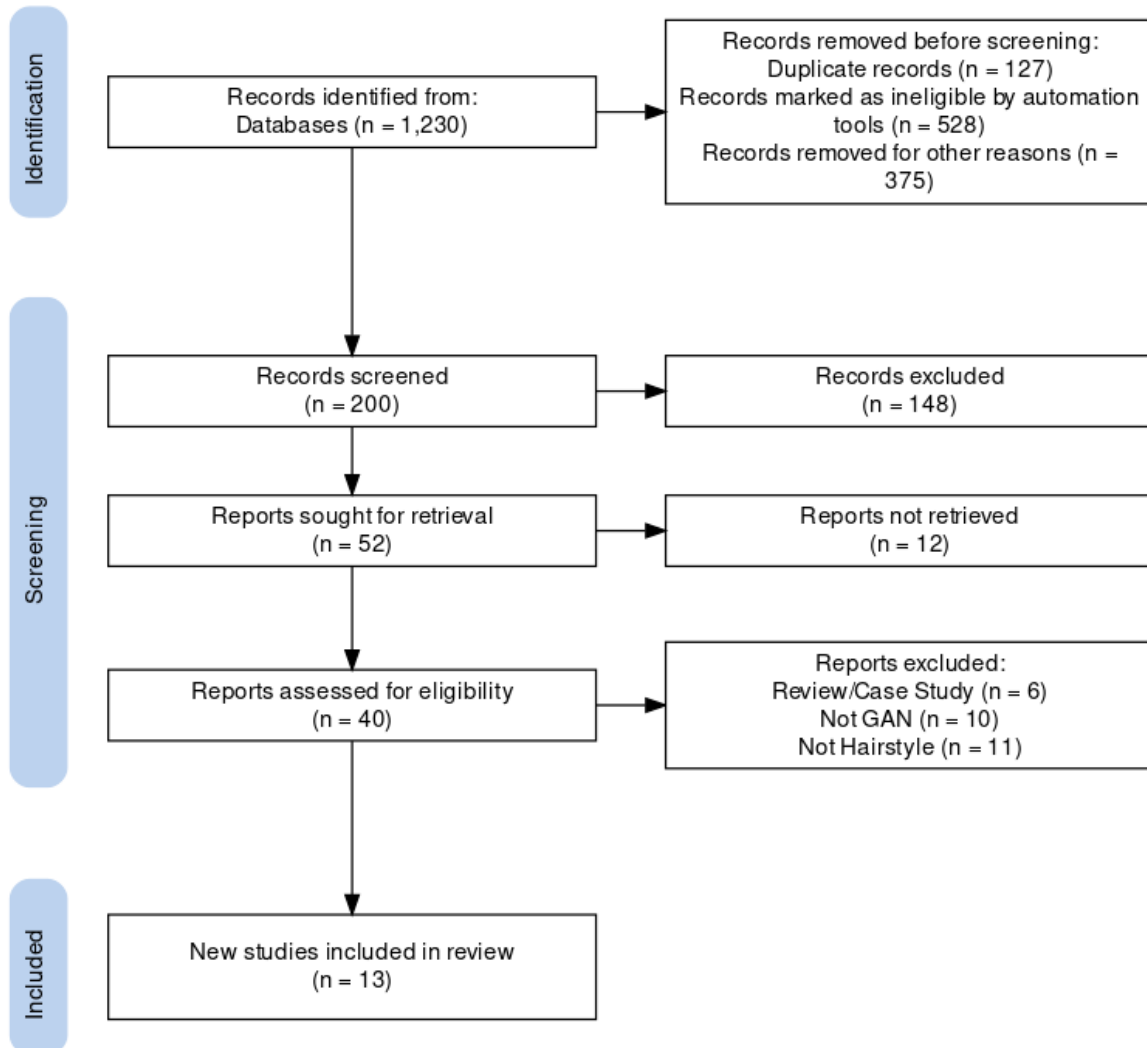 Identification
Records identified from:
Databases (n = 1,230)
Records removed before screening:
Duplicate records (n = 127)
Records marked as ineligible by automation
tools (n = 528)
Records removed for other reasons (n =
375)
Screening
Records screened
(n = 200)
Records excluded
(n = 148)
Reports sought for retrieval
(n = 52)
Reports not retrieved
(n = 12)
Reports assessed for eligibility
(n = 40)
Reports excluded:
Review/Case Study (n = 6)
Not GAN (n = 10)
Not Hairstyle (n = 11)
Included
New studies included in review
(n = 13)